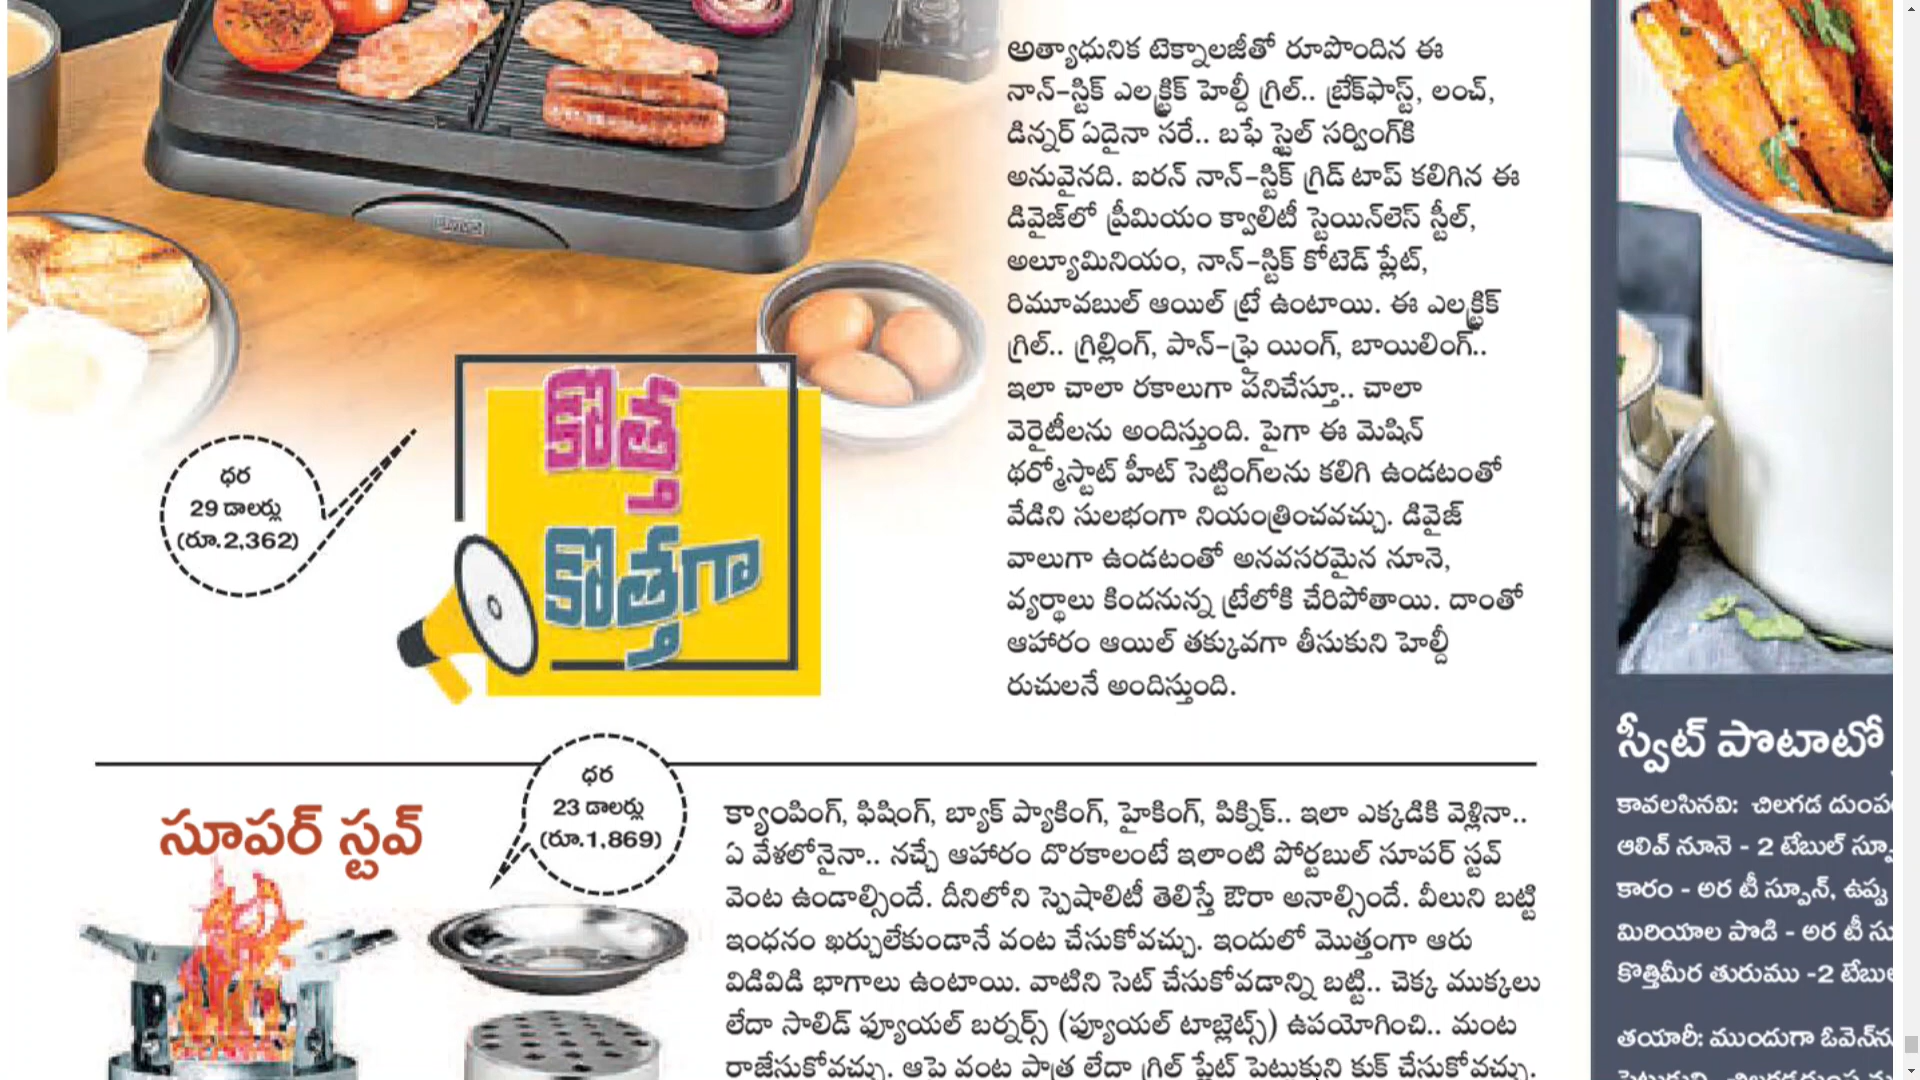 అత్యాధునిక టెక్నాలజీతో రూపొందిన ఈ
నాన్-స్టిక్ ఎలక్ట్రిక్ హెల్దీ గ్రిల్.. బ్రేక్‌ఫాస్ట్, లంచ్,
డిన్నర్ ఏదైనా సరే.. బఫే స్టైల్ సర్వింగ్‌కి
అనువైనది. ఐరన్ నాన్-స్టిక్ గ్రిడ్ టాప్ కలిగిన ఈ
డివైజ్‌లో ప్రీమియం క్వాలిటీ స్టెయిన్‌లెస్ స్టీల్,
అల్యూమినియం, నాన్-స్టిక్ కోటెడ్ ప్లేట్,
రిమూవబుల్ ఆయిల్ ట్రే ఉంటాయి. ఈ ఎలక్ట్రిక్
గ్రిల్.. గ్రిల్లింగ్, పాన్-ఫ్రై యింగ్, బాయిలింగ్..
ఇలా చాలా రకాలుగా పనిచేస్తూ.. చాలా
వెరైటీలను అందిస్తుంది. పైగా ఈ మెషిన్
థర్మోస్టాట్ హీట్ సెట్టింగ్‌లను కలిగి ఉండటంతో
వేడిని సులభంగా నియంత్రించవచ్చు. డివైజ్
వాలుగా ఉండటంతో అనవసరమైన నూనె,
వ్యర్థాలు కిందనున్న ట్రేలోకి చేరిపోతాయి. దాంతో
ఆహారం ఆయిల్ తక్కువగా తీసుకుని హెల్దీ
రుచులనే అందిస్తుంది.
ధర
29 డాలర్లు
(రూ.2,362)
కొత్త
కొత్తగా
ధర
23 డాలర్లు
(రూ.1,869)
సూపర్ స్టవ్
క్యాంపింగ్, ఫిషింగ్, బ్యాక్ ప్యాకింగ్, హైకింగ్, పిక్నిక్.. ఇలా ఎక్కడికి వెళ్లినా..
ఏ వేళలోనైనా.. నచ్చే ఆహారం దొరకాలంటే ఇలాంటి పోర్టబుల్ సూపర్ స్టవ్
వెంట ఉండాల్సిందే. దీనిలోని స్పెషాలిటీ తెలిస్తే ఔరా అనాల్సిందే. వీలుని బట్టి
ఇంధనం ఖర్చులేకుండానే వంట చేసుకోవచ్చు. ఇందులో మొత్తంగా ఆరు
విడివిడి భాగాలు ఉంటాయి. వాటిని సెట్ చేసుకోవడాన్ని బట్టి.. చెక్క ముక్కలు
లేదా సాలిడ్ ఫ్యూయల్ బర్నర్స్ (ఫ్యూయల్ టాబ్లెట్స్) ఉపయోగించి.. మంట
రాజేసుకోవచ్చు. ఆపై వంట పాత్ర లేదా గ్రిల్ ప్లేట్ పెట్టుకుని కుక్ చేసుకోవచ్చు.
స్వీట్ పొటాటో
కావలసినవి: చిలగడ
ఆలివ్ నూనె - 2 టేబుల్
కారం - అర టీ స్పూన్, ఉప్పు
మిరియాల పొడి - అర టీ
కొత్తిమీర తురుము -2
తయారీ: ముందుగా